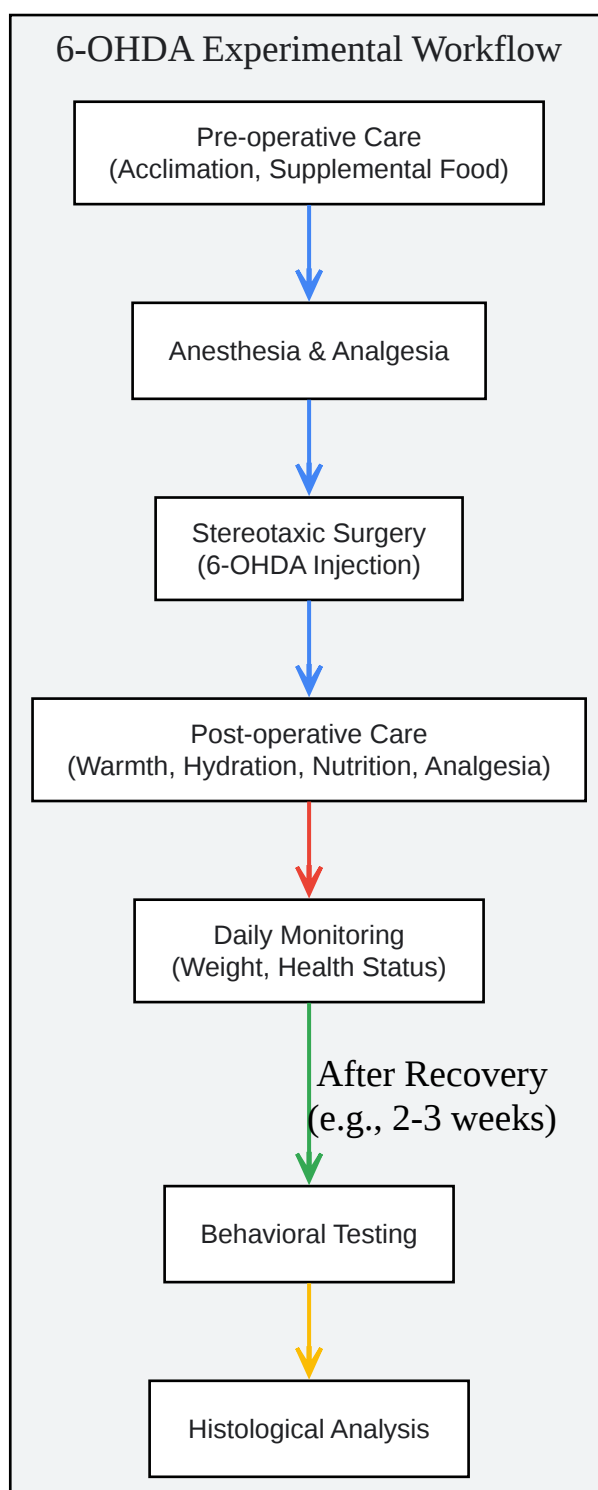 6-OHDA Experimental Workflow
Pre-operative Care
(Acclimation, Supplemental Food)
Anesthesia & Analgesia
Stereotaxic Surgery
(6-OHDA Injection)
Post-operative Care
(Warmth, Hydration, Nutrition, Analgesia)
Daily Monitoring
(Weight, Health Status)
After Recovery
(e.g., 2-3 weeks)
Behavioral Testing
Histological Analysis